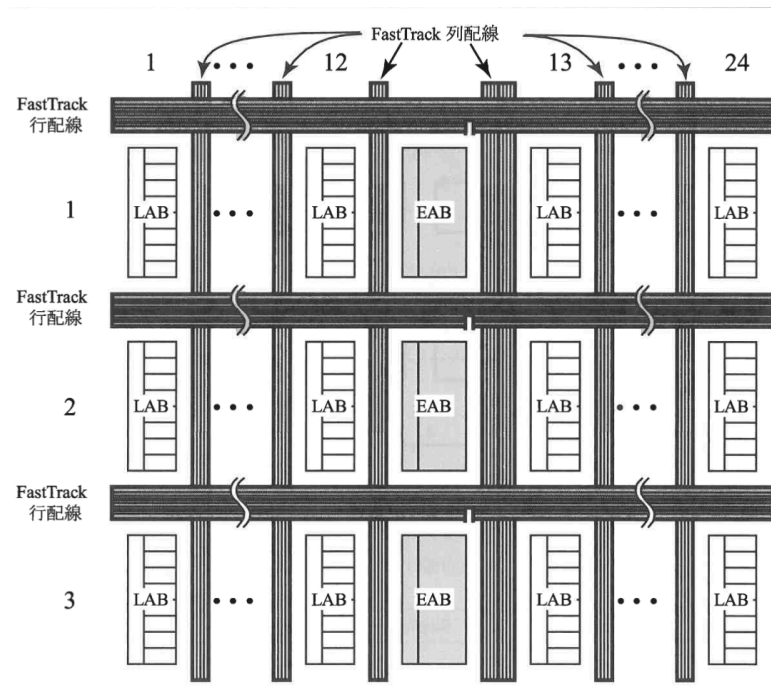 FastTrack 列配線
1 • • • 12 13 • • • 24
FastTrack
行配線
1
LAB • • • LAB EAB LAB • • • LAB
FastTrack
行配線
2
LAB • • • LAB EAB LAB • • • LAB
FastTrack
行配線
3
LAB • • • LAB EAB LAB • • • LAB